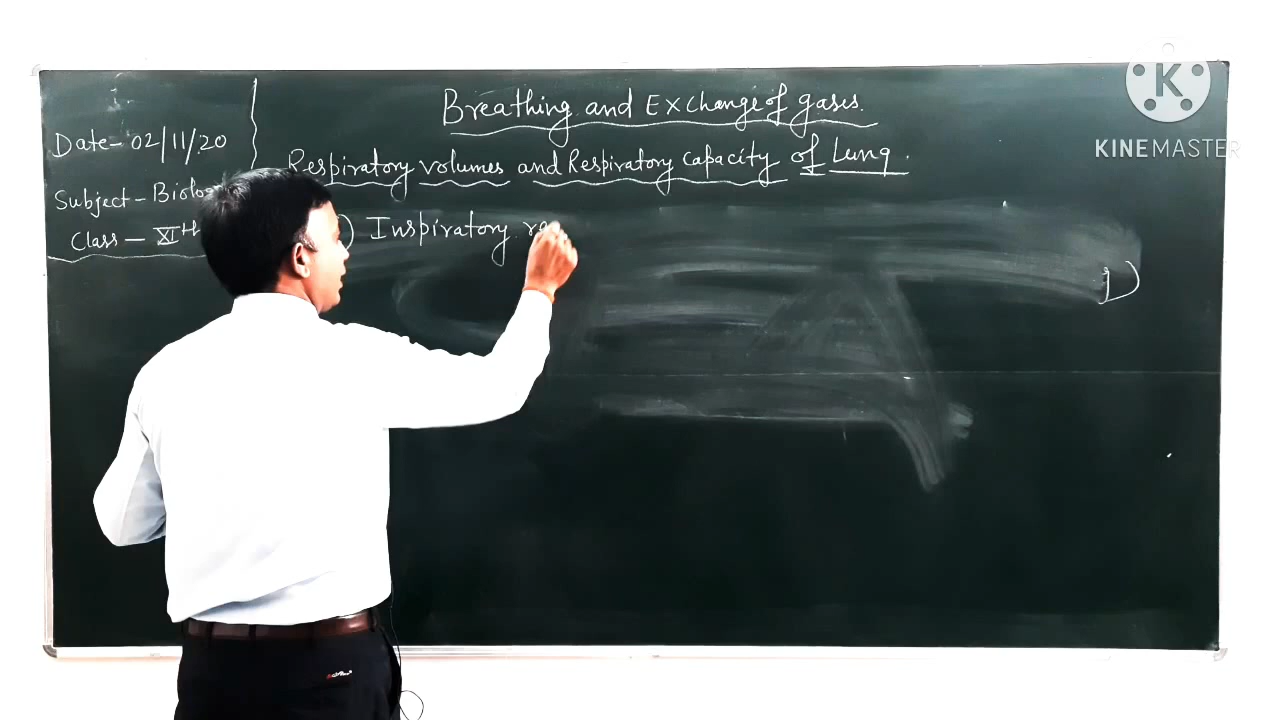 Breathing and Exchange of gases.
Date- 02/11/20
Respiratory volumes and Respiratory capacity of Lung.
Subject- Biology
Class- XIth
Inspiratory
K
KINEMASTER